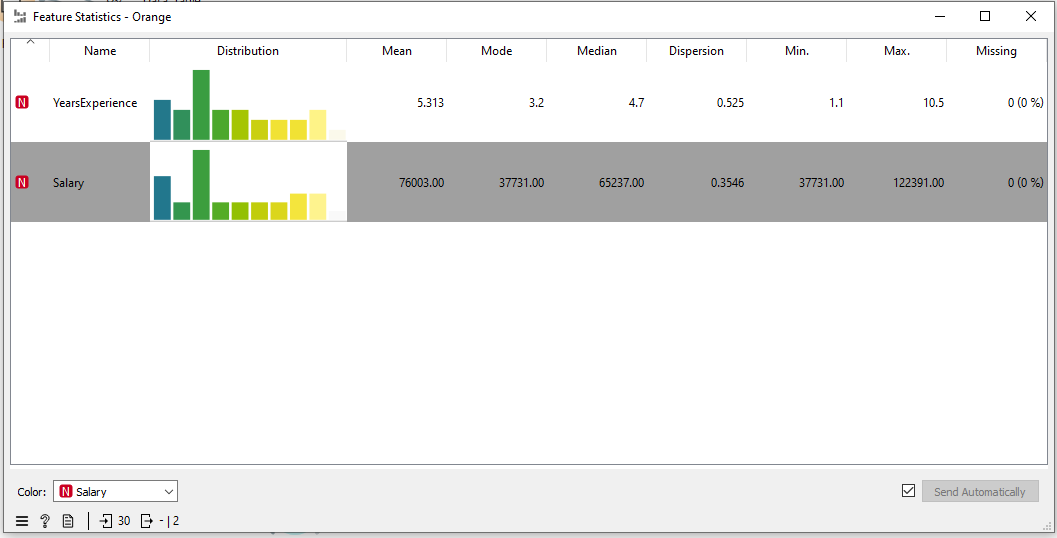 Feature Statistics - Orange
Name Distribution Mean Mode Median Dispersion Min. Max. Missing
N YearsExperience 5.313 3.2 4.7 0.525 1.1 10.5 0 (0 %)
N Salary 76003.00 37731.00 65237.00 0.3546 37731.00 122391.00 0 (0 %)
Color: N Salary Send Automatically
? 30 - | 2